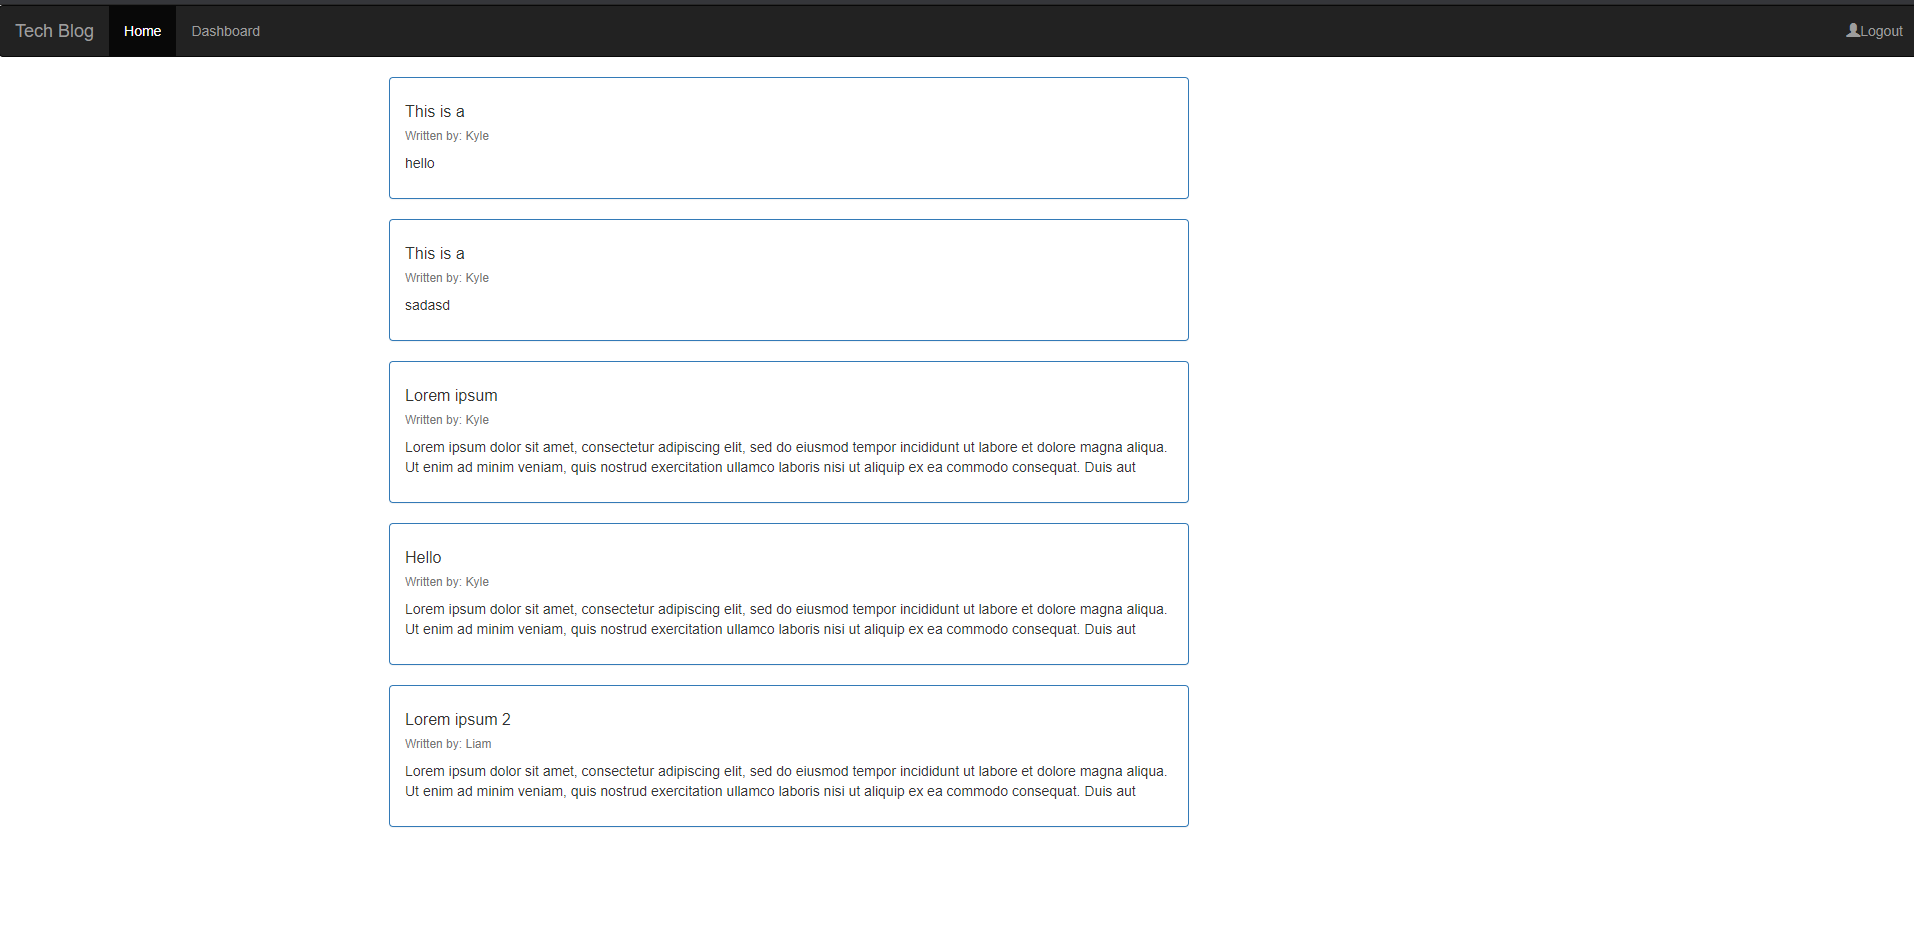 Tech Blog Home Dashboard Logout
This is a
Written by: Kyle
hello
This is a
Written by: Kyle
sadasd
Lorem ipsum
Written by: Kyle
Lorem ipsum dolor sit amet, consectetur adipiscing elit, sed do eiusmod tempor incididunt ut labore et dolore magna aliqua.
Ut enim ad minim veniam, quis nostrud exercitation ullamco laboris nisi ut aliquip ex ea commodo consequat. Duis aut
Hello
Written by: Kyle
Lorem ipsum dolor sit amet, consectetur adipiscing elit, sed do eiusmod tempor incididunt ut labore et dolore magna aliqua.
Ut enim ad minim veniam, quis nostrud exercitation ullamco laboris nisi ut aliquip ex ea commodo consequat. Duis aut
Lorem ipsum 2
Written by: Liam
Lorem ipsum dolor sit amet, consectetur adipiscing elit, sed do eiusmod tempor incididunt ut labore et dolore magna aliqua.
Ut enim ad minim veniam, quis nostrud exercitation ullamco laboris nisi ut aliquip ex ea commodo consequat. Duis aut